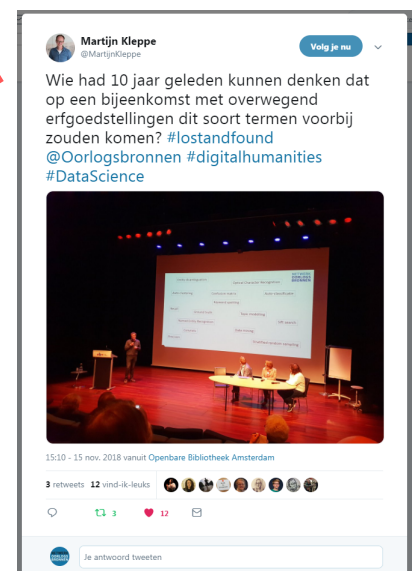 Martijn Kleppe
@MartijnKleppe
Volg je nu
Wie had 10 jaar geleden kunnen denken dat
op een bijeenkomst met overwegend
erfgoedstellingen dit soort termen voorbij
zouden komen? #lostandfound
@Oorlogsbronnen #digitalhumanities
#DataScience
15:10 - 15 nov. 2018 vanuit Openbare Bibliotheek Amsterdam
3 retweets 12 vind-ik-leuks
3 12
Je antwoord tweeten